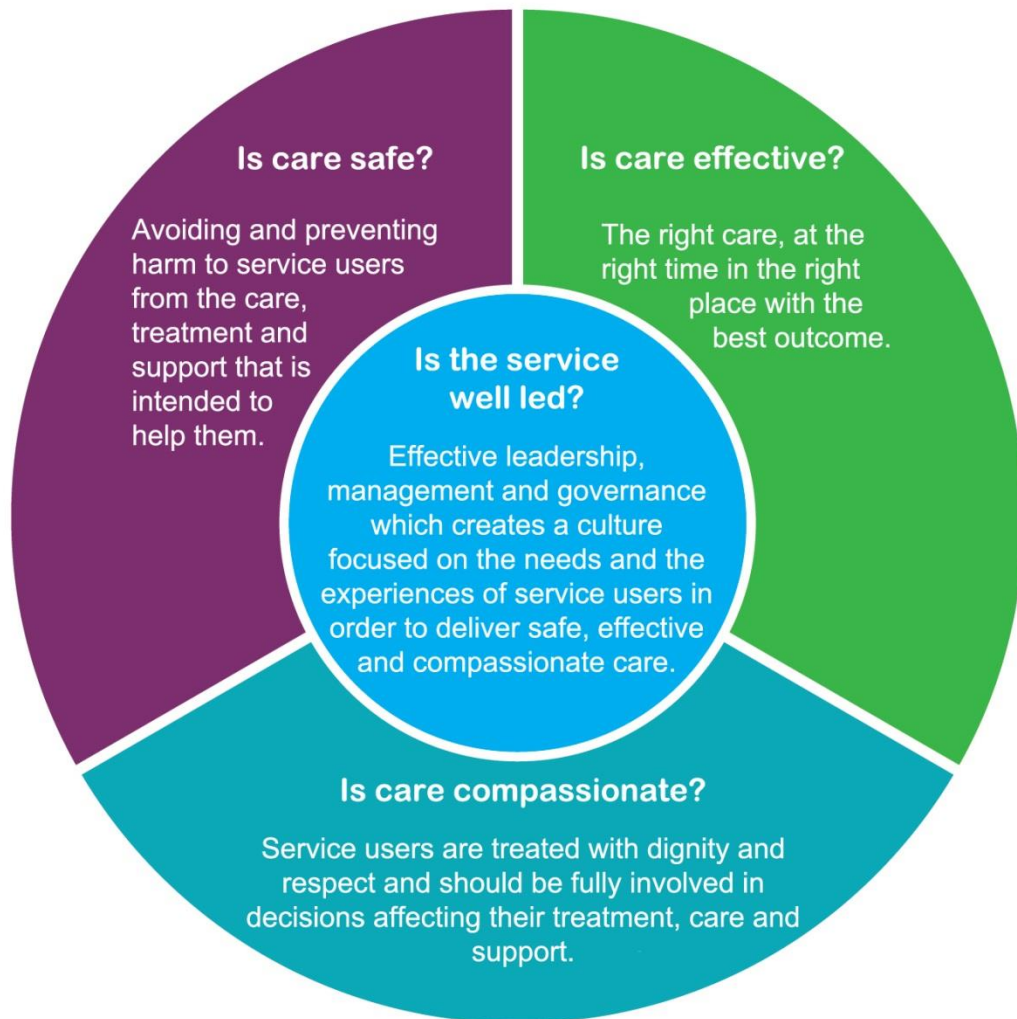 Is care safe?
Avoiding and preventing
harm to service users
from the care,
treatment and
support that is
intended to
help them.
Is care effective?
The right care, at the
right time in the right
place with the
best outcome.
Is the service
well led?
Effective leadership,
management and governance
which creates a culture
focused on the needs and the
experiences of service users in
order to deliver safe, effective
and compassionate care.
Is care compassionate?
Service users are treated with dignity and
respect and should be fully involved in
decisions affecting their treatment, care and
support.